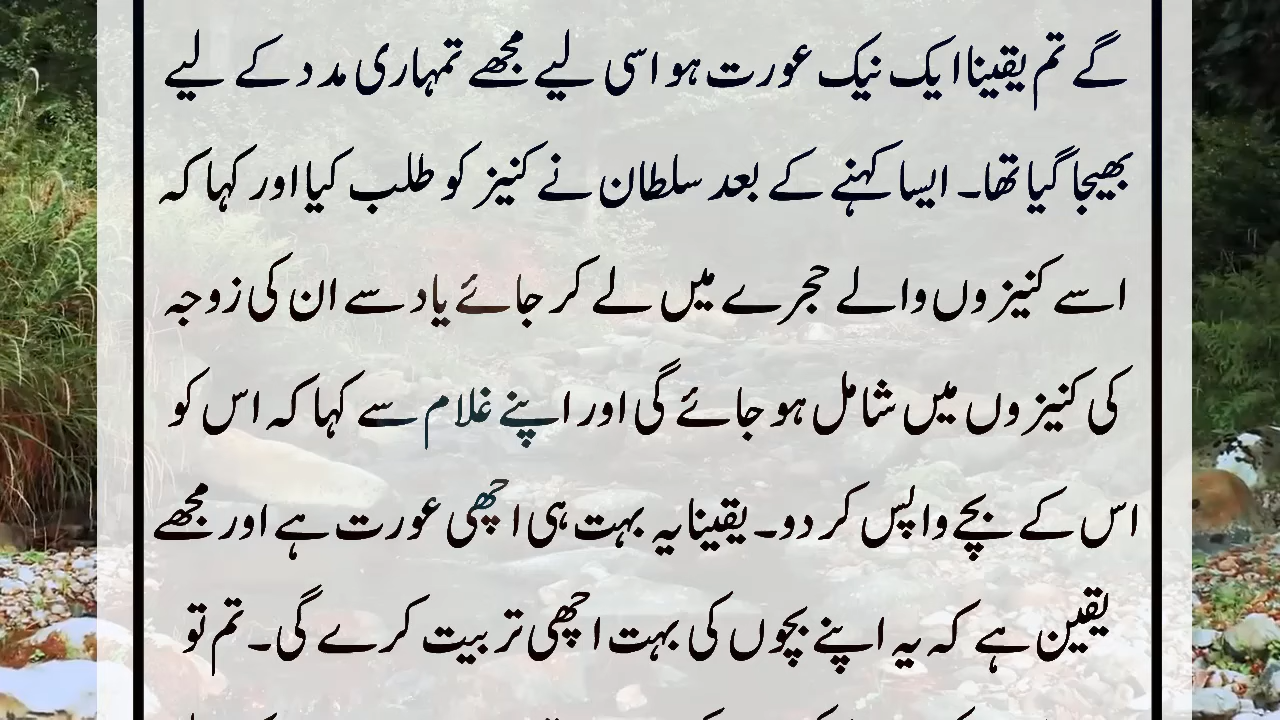 گے تم یقینا ایک نیک عورت ہو اسی لیے مجھے تمہاری مدد کے لیے
بھیجا گیا تھا۔ ایسا کہنے کے بعد سلطان نے کنیز کو طلب کیا اور کہا کہ
اسے کنیزوں والے حجرے میں لے کر جائے یاد سے ان کی زوجہ
کی کنیزوں میں شامل ہو جائے گی اور اپنے غلام سے کہا کہ اس کو
اس کے بچے واپس کر دو۔ یقینا یہ بہت ہی اچھی عورت ہے اور مجھے
یقین ہے کہ یہ اپنے بچوں کی بہت اچھی تربیت کرے گی۔ تم تو